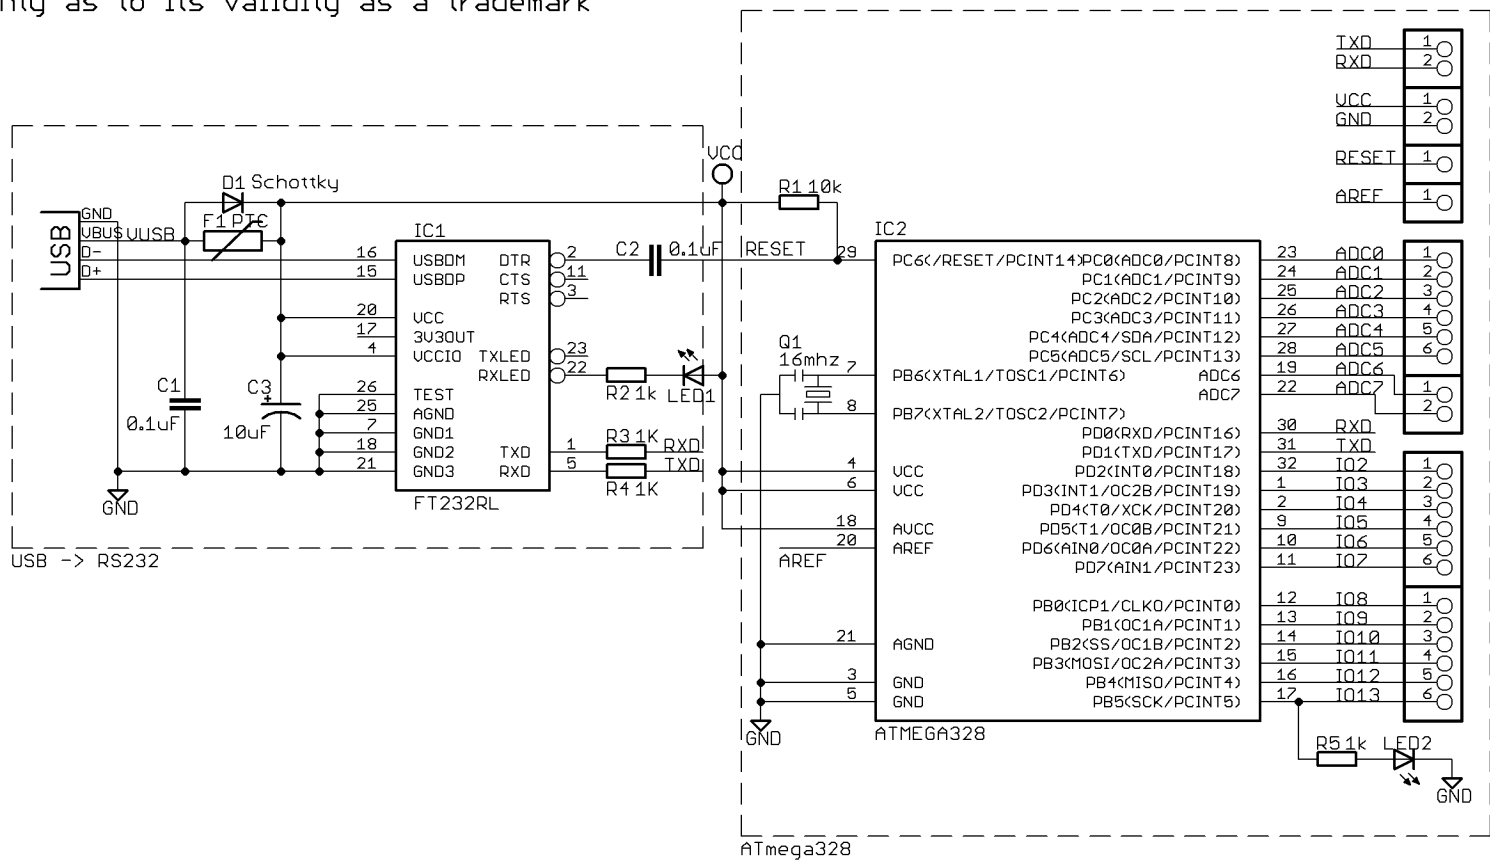 nly as to its validity as a trademark
TXD 1
RXD 2
VCC 1
GND 2
RESET 1
AREF 1
VCC
D1 Schottky
F1 PTC
R1 10k
USB
GND
VBUS VUSB
D-
D+
IC1
16 USBDM DTR 2
15 USBDP CTS 11
RTS 3
20 VCC
17 3V3OUT
4 VCCIO TXLED 23
RXLED 22
26 TEST
25 AGND
7 GND1
18 GND2 TXD 1
21 GND3 RXD 5
FT232RL
C1
0.1uF
C3
+
10uF
GND
C2 0.1uF RESET
R2 1k LED1
R3 1K RXD
TXD
R4 1K
USB -> RS232
IC2
29 PC6(/RESET/PCINT14) PC0(ADC0/PCINT8) 23 ADC0 1
PC1(ADC1/PCINT9) 24 ADC1 2
PC2(ADC2/PCINT10) 25 ADC2 3
PC3(ADC3/PCINT11) 26 ADC3 4
PC4(ADC4/SDA/PCINT12) 27 ADC4 5
PC5(ADC5/SCL/PCINT13) 28 ADC5 6
Q1
16mhz
7 PB6(XTAL1/TOSC1/PCINT6) ADC6 19 ADC6 1
ADC7 22 ADC7 2
8 PB7(XTAL2/TOSC2/PCINT7)
PD0(RXD/PCINT16) 30 RXD
PD1(TXD/PCINT17) 31 TXD
4 VCC PD2(INT0/PCINT18) 32 IO2 1
6 VCC PD3(INT1/OC2B/PCINT19) 1 IO3 2
PD4(T0/XCK/PCINT20) 2 IO4 3
18 AVCC PD5(T1/OC0B/PCINT21) 9 IO5 4
20 AREF PD6(AIN0/OC0A/PCINT22) 10 IO6 5
AREF
PD7(AIN1/PCINT23) 11 IO7 6
PB0(ICP1/CLKO/PCINT0) 12 IO8 1
PB1(OC1A/PCINT1) 13 IO9 2
21 AGND PB2(SS/OC1B/PCINT2) 14 IO10 3
PB3(MOSI/OC2A/PCINT3) 15 IO11 4
3 GND PB4(MISO/PCINT4) 16 IO12 5
5 GND PB5(SCK/PCINT5) 17 IO13 6
GND
ATMEGA328
R5 1k LED2
GND
ATmega328